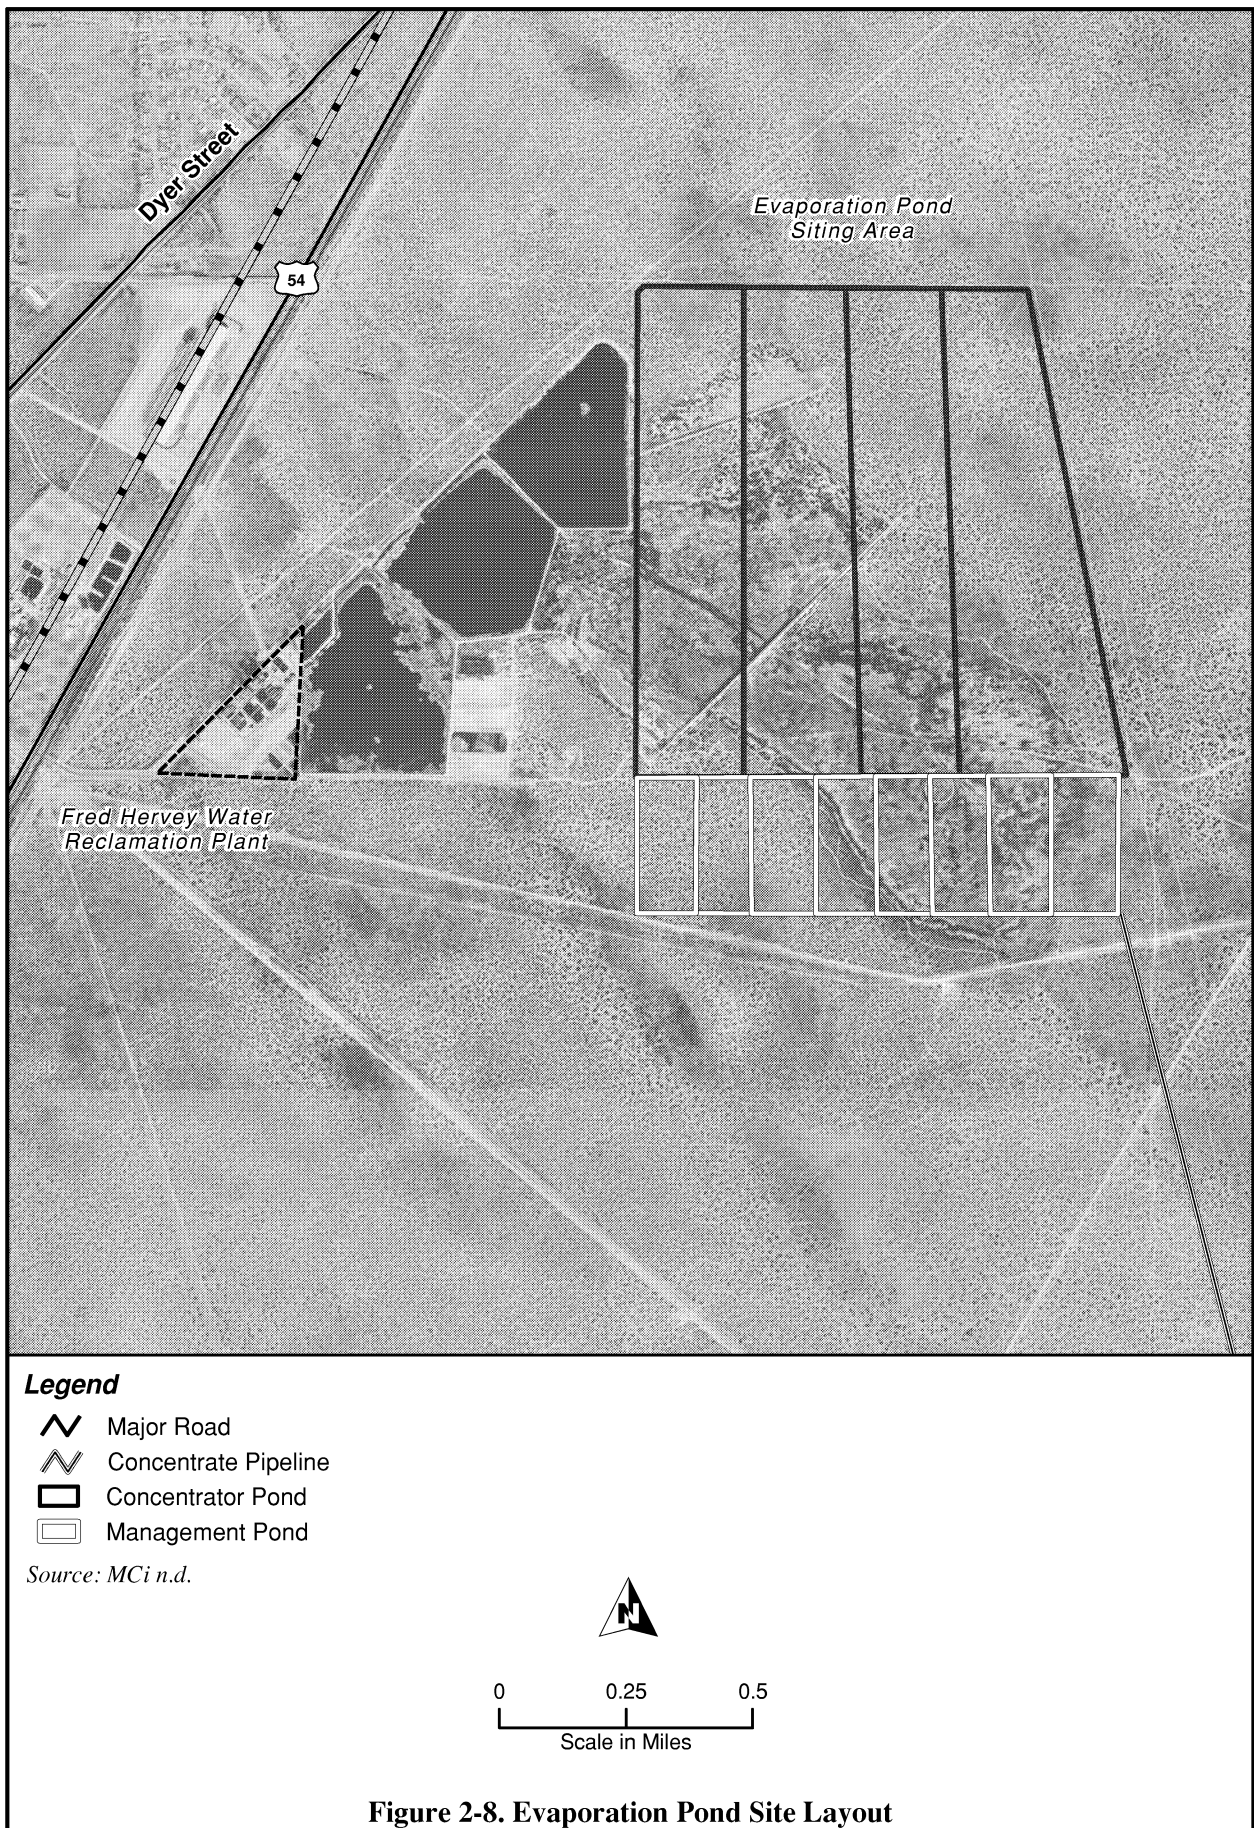 Dyer Street
54
Evaporation Pond
Siting Area
Fred Hervey Water
Reclamation Plant
Legend
Major Road
Concentrate Pipeline
Concentrator Pond
Management Pond
Source: MCi n.d.
N
0 0.25 0.5
Scale in Miles
Figure 2-8. Evaporation Pond Site Layout